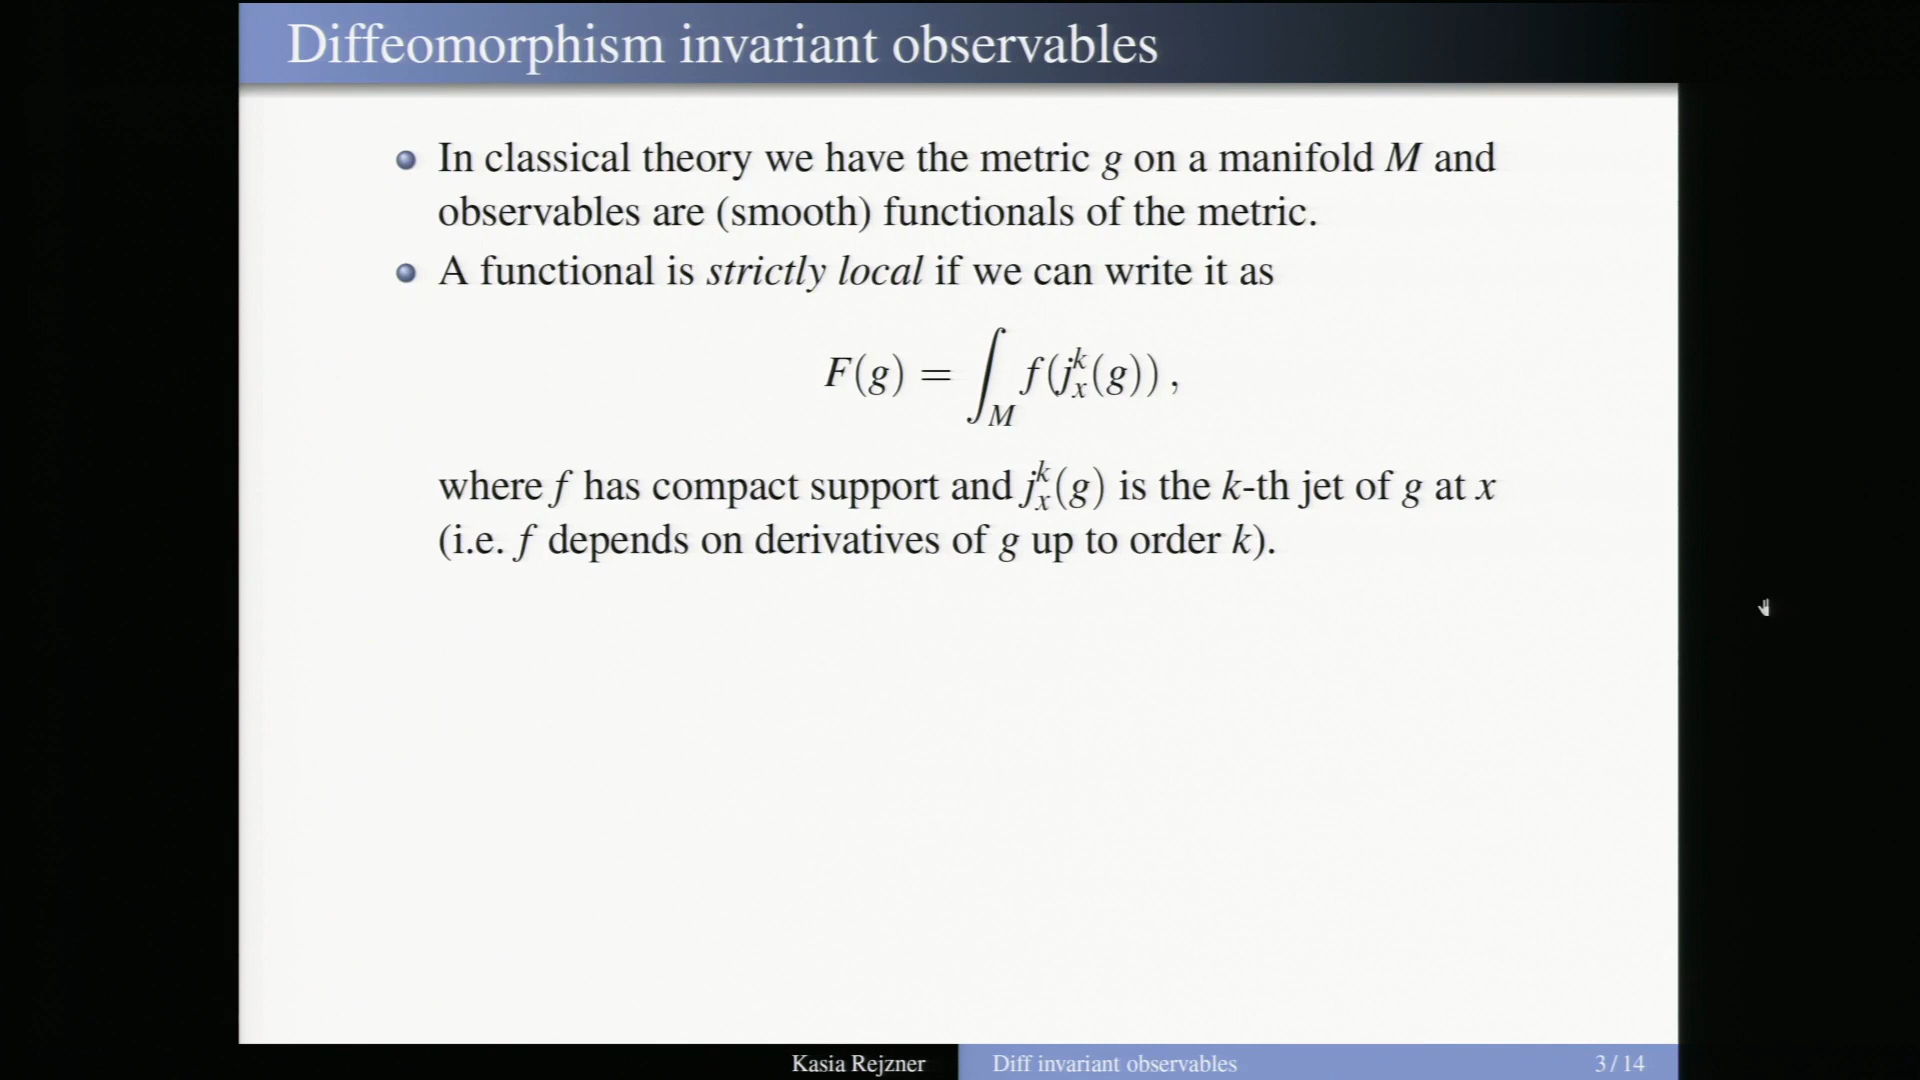 Diffeomorphism invariant observables
In classical theory we have the metric g on a manifold M and
observables are (smooth) functionals of the metric.
A functional is strictly local if we can write it as
F(g) = ∫_M f(j_x^k(g)) ,
where f has compact support and j_x^k(g) is the k-th jet of g at x
(i.e. f depends on derivatives of g up to order k).
Kasia Rejzner
Diff invariant observables
3 / 14